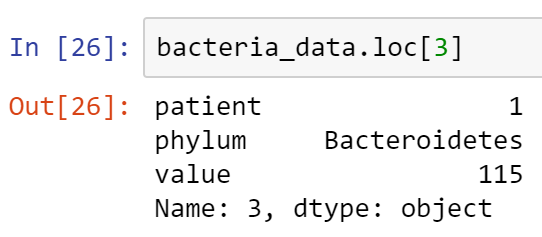 In [26]: bacteria_data.loc[3]
Out[26]: patient 1
phylum Bacteroidetes
value 115
Name: 3, dtype: object